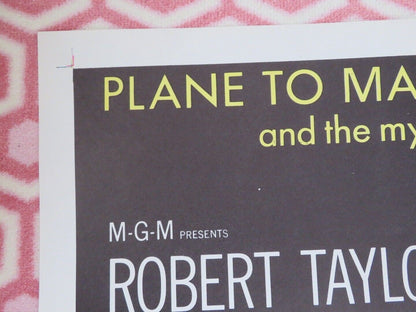 PLANE TO MA
and the my
M-G-M PRESENTS
ROBERT TAYLO